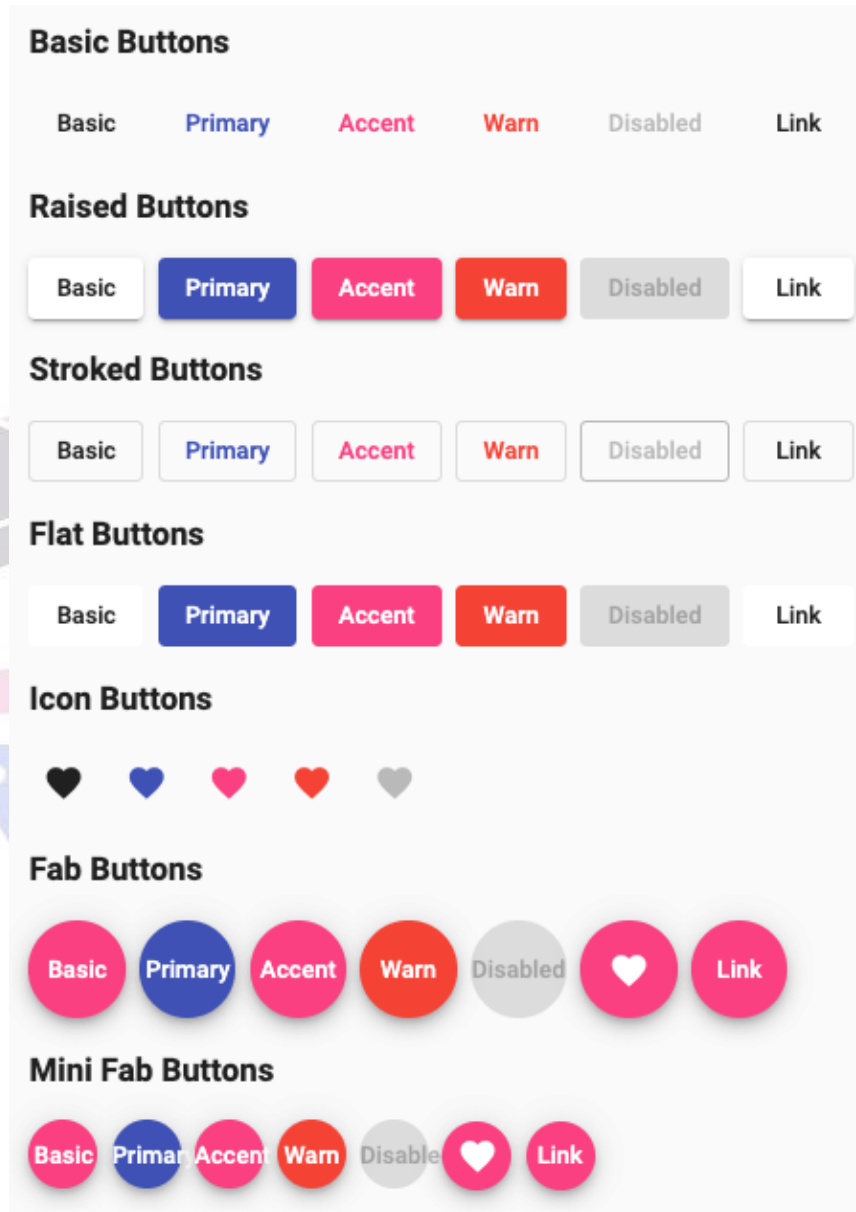 Basic Buttons
Basic Primary Accent Warn Disabled Link
Raised Buttons
Basic Primary Accent Warn Disabled Link
Stroked Buttons
Basic Primary Accent Warn Disabled Link
Flat Buttons
Basic Primary Accent Warn Disabled Link
Icon Buttons
Fab Buttons
Basic Primary Accent Warn Disabled Link
Mini Fab Buttons
Basic Primar Accent Warn Disable Link